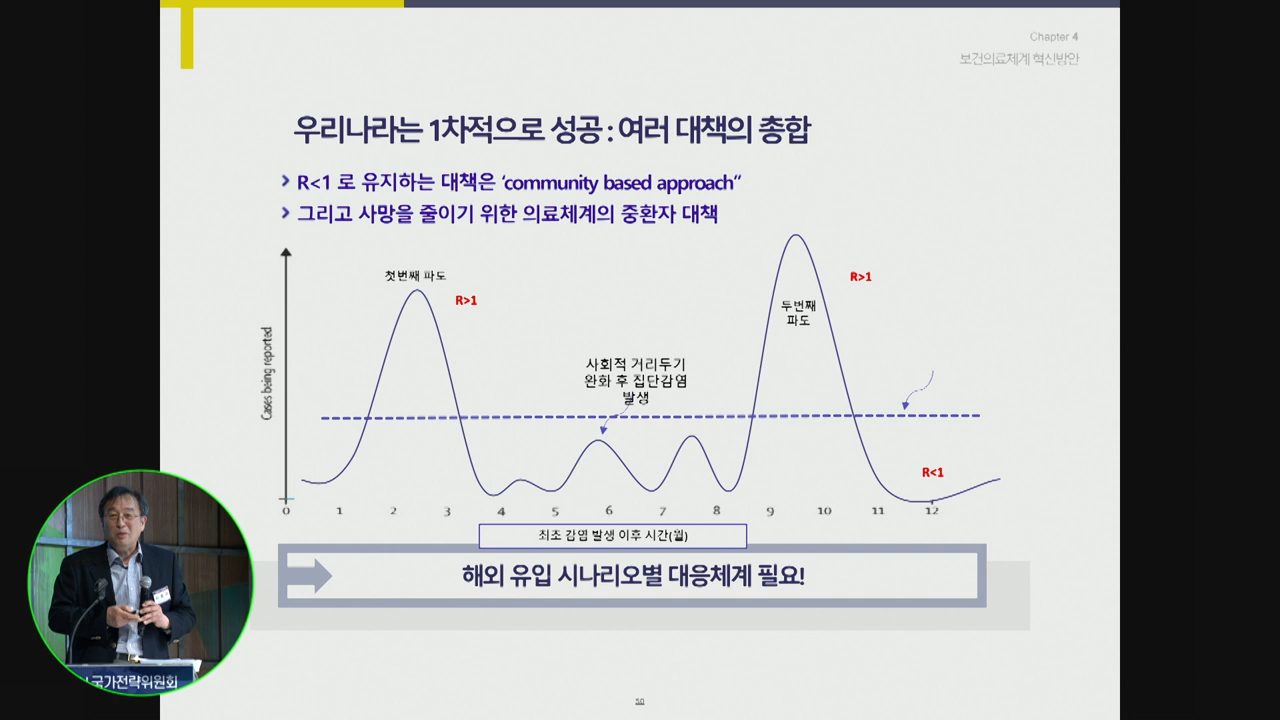 Chapter 4
보건의료체계 혁신방안
우리나라는 1차적으로 성공 : 여러 대책의 총합
R<1 로 유지하는 대책은 ‘community based approach”
그리고 사망을 줄이기 위한 의료체계의 중환자 대책
첫번째 파도
R>1
R>1
두번째
파도
사회적 거리두기
완화 후 집단감염
발생
Cases being reported
R<1
0 1 2 3 4 5 6 7 8 9 10 11 12
최초 감염 발생 이후 시간(월)
해외 유입 시나리오별 대응체계 필요!
국가전략위원회
50